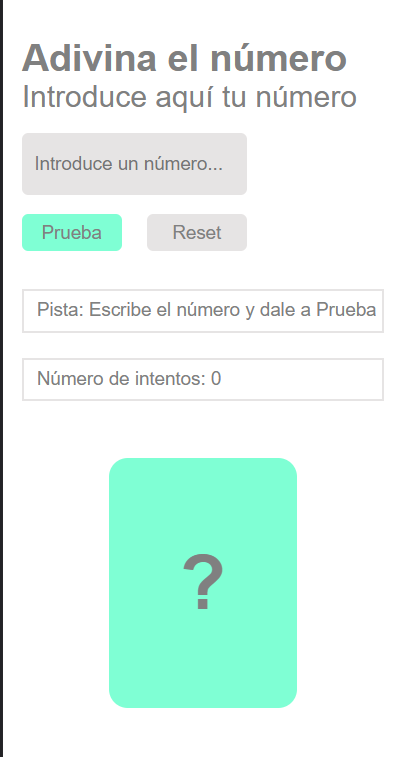 Adivina el número
Introduce aquí tu número
Introduce un número...
Prueba Reset
Pista: Escribe el número y dale a Prueba
Número de intentos: 0
?